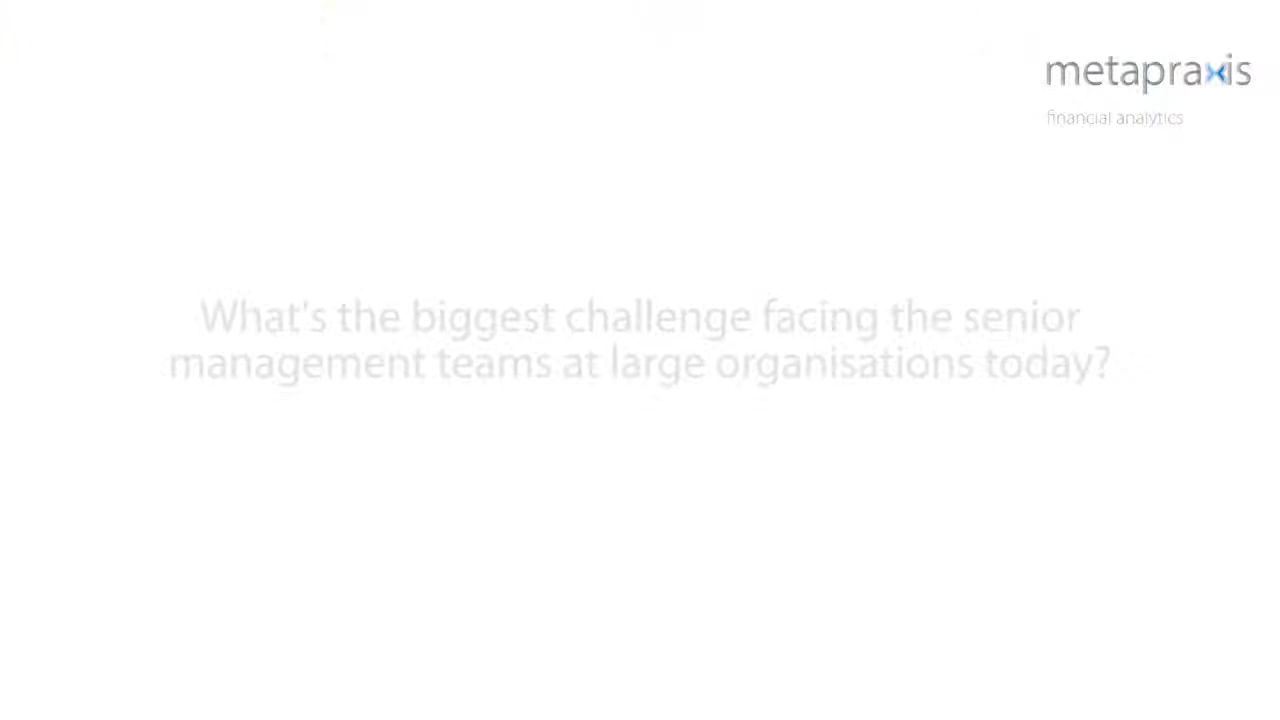 metapraxis
financial analytics
What's the biggest challenge facing the senior
management teams at large organisations today?